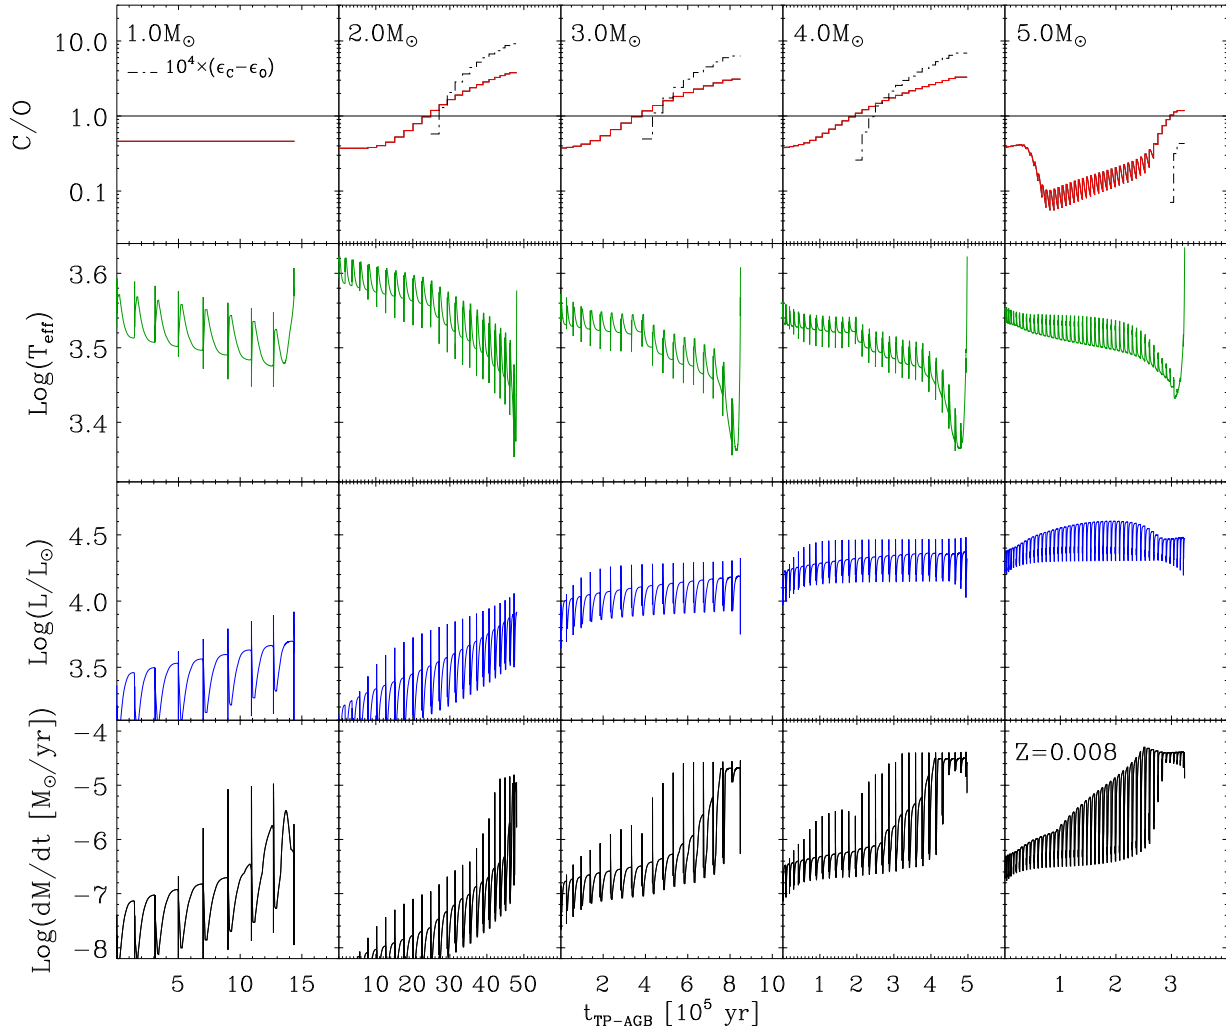 1.0M⊙ 2.0M⊙ 3.0M⊙ 4.0M⊙ 5.0M⊙
10⁴×(ϵ_C−ϵ_O)
C/O
10.0
1.0
0.1
Log(T_eff)
3.6
3.5
3.4
Log(L/L⊙)
4.5
4.0
3.5
Log(dM/dt [M⊙/yr])
Z=0.008
−4
−5
−6
−7
−8
5 10 15 10 20 30 40 50 2 4 6 8 10 1 2 3 4 5 1 2 3
t_TP-AGB [10⁵ yr]